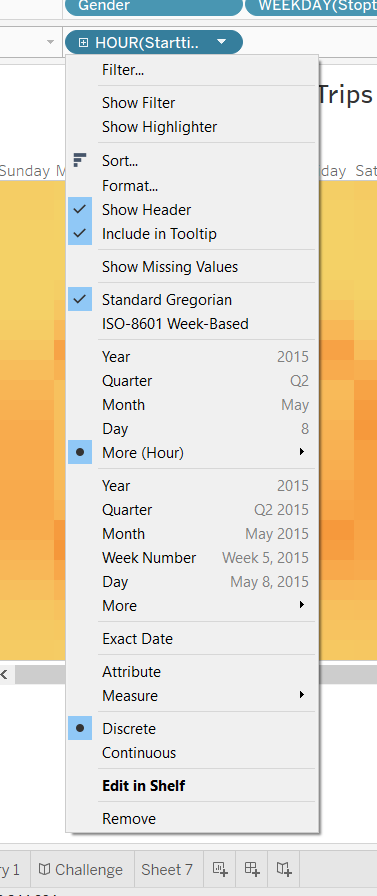 Gender
WEEKDAY(Stopt
HOUR(Startti..
Trips
Filter...
Show Filter
Show Highlighter
Sunday M day Sat
Sort...
Format...
Show Header
Include in Tooltip
Show Missing Values
Standard Gregorian
ISO-8601 Week-Based
Year 2015
Quarter Q2
Month May
Day 8
More (Hour)
Year 2015
Quarter Q2 2015
Month May 2015
Week Number Week 5, 2015
Day May 8, 2015
More
Exact Date
Attribute
Measure
Discrete
Continuous
Edit in Shelf
Remove
ry 1 Challenge Sheet 7